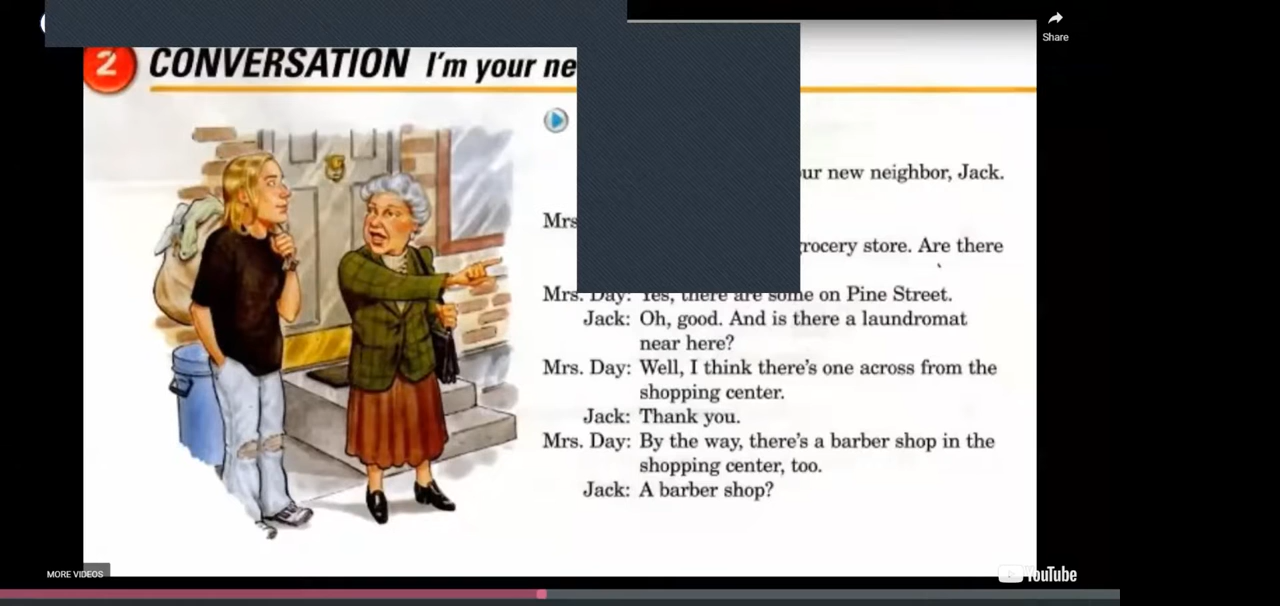 Share
2 CONVERSATION I'm your
new neighbor, Jack.
Mrs
grocery store. Are there
Mrs. Day: Yes, there are some on Pine Street.
Jack: Oh, good. And is there a laundromat
near here?
Mrs. Day: Well, I think there's one across from the
shopping center.
Jack: Thank you.
Mrs. Day: By the way, there's a barber shop in the
shopping center, too.
Jack: A barber shop?
MORE VIDEOS
YouTube